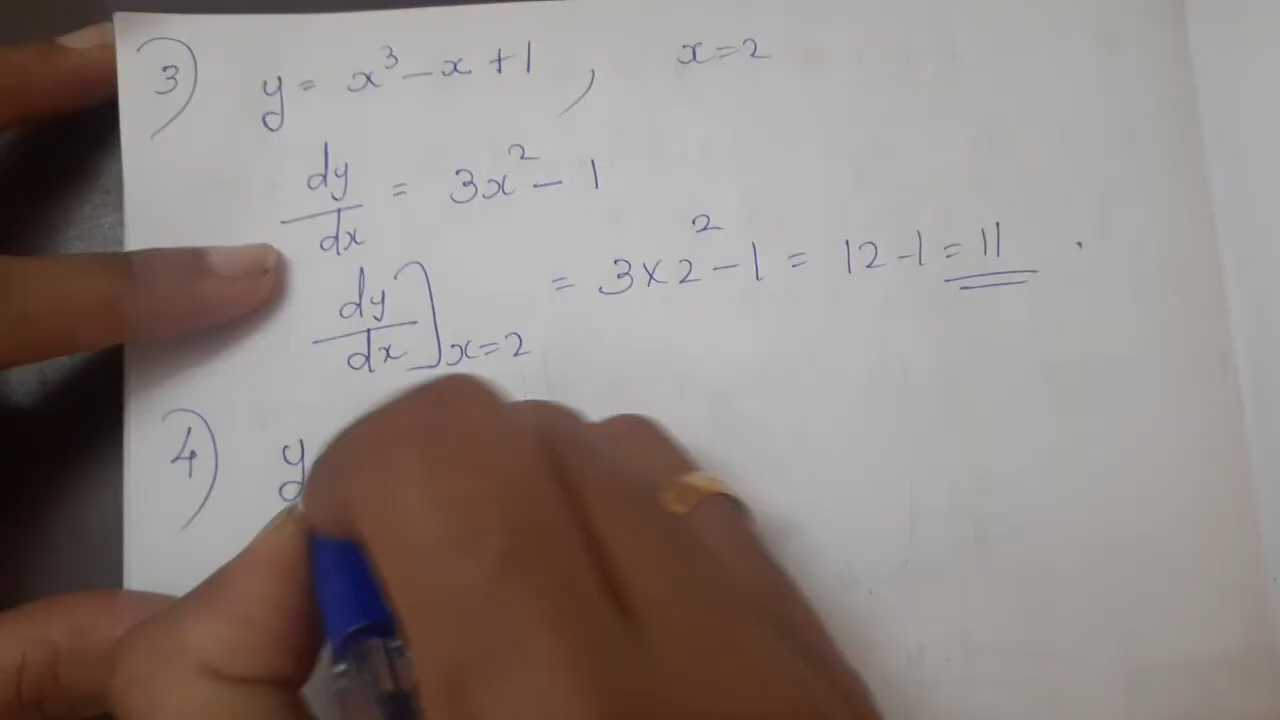 3) y = x³ - x + 1 , x = 2
dy/dx = 3x² - 1
dy/dx]x=2 = 3 × 2² - 1 = 12 - 1 = 11
4) y